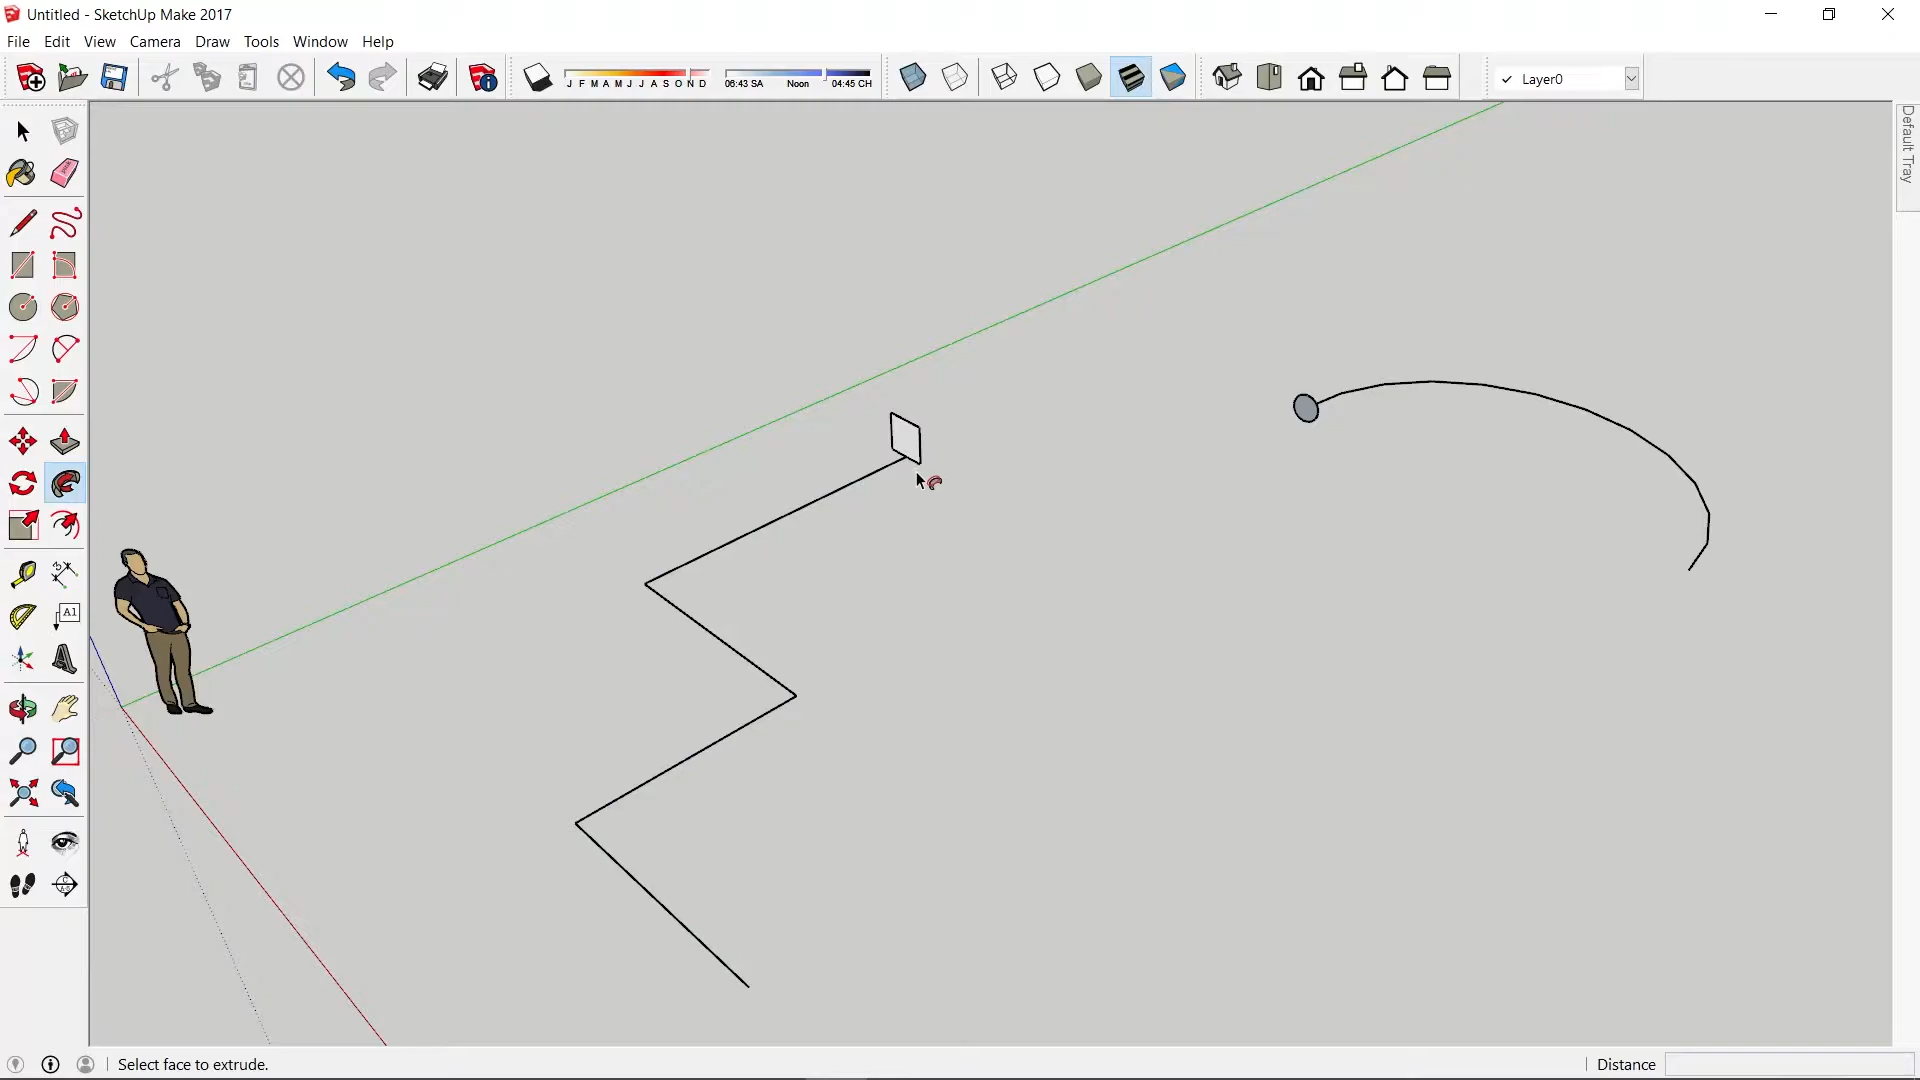 Untitled - SketchUp Make 2017
File Edit View Camera Draw Tools Window Help
J F M A M J J A S O N D
06:43 SA Noon 04:45 CH
Layer0
Default Tray
A1
Select face to extrude.
Distance